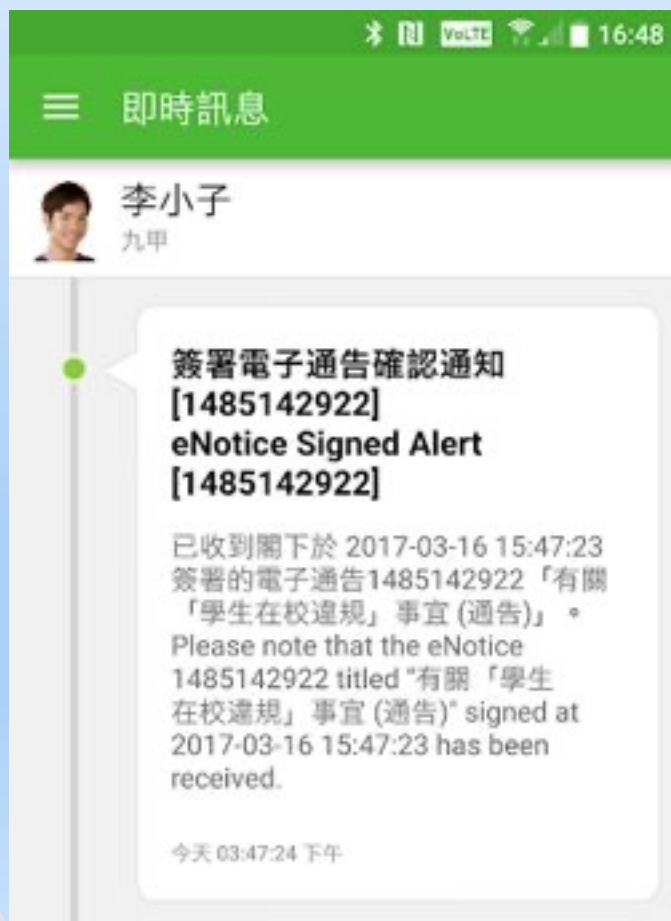 VoLTE 16:48
即時訊息
李小子
九甲
簽署電子通告確認通知
[1485142922]
eNotice Signed Alert
[1485142922]
已收到閣下於 2017-03-16 15:47:23
簽署的電子通告1485142922「有關
「學生在校違規」事宜 (通告)」。
Please note that the eNotice
1485142922 titled "有關「學生
在校違規」事宜 (通告)" signed at
2017-03-16 15:47:23 has been
received.
今天 03:47:24 下午